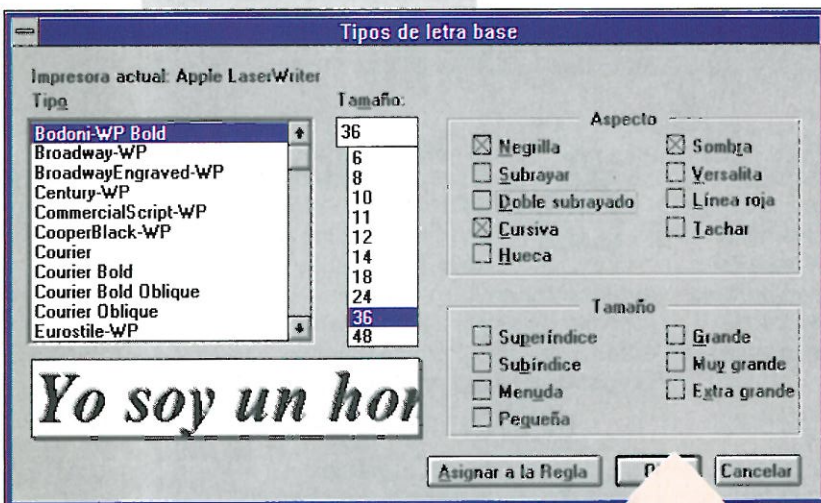 Tipos de letra base
Impresora actual: Apple LaserWriter
Tipo
Bodoni-WP Bold
Broadway-WP
BroadwayEngraved-WP
Century-WP
CommercialScript-WP
CooperBlack-WP
Courier
Courier Bold
Courier Bold Oblique
Courier Oblique
Eurostile-WP
Tamaño:
36
6
8
10
11
12
14
18
24
36
48
Aspecto
Negrilla
Subrayar
Doble subrayado
Cursiva
Hueca
Sombra
Versalita
Línea roja
Tachar
Tamaño
Superíndice
Subíndice
Menuda
Pequeña
Grande
Muy grande
Extra grande
Yo soy un
Asignar a la Regla
Cancelar